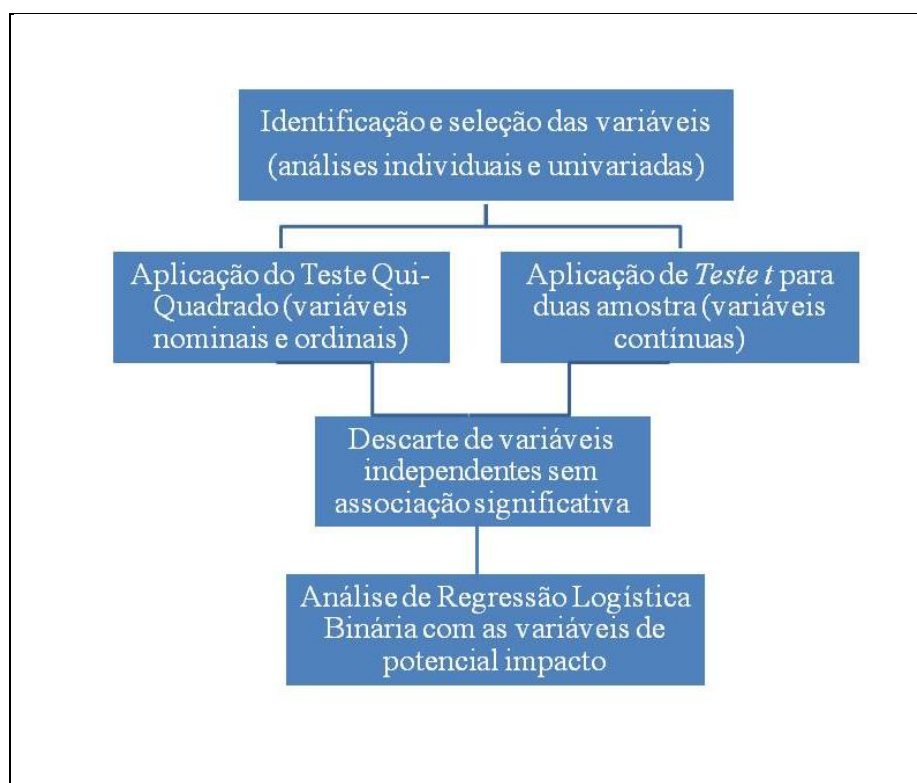 Identificação e seleção das variáveis
(análises individuais e univariadas)
Aplicação do Teste Qui-
Quadrado (variáveis
nominais e ordinais)
Aplicação de Teste t para
duas amostra (variáveis
contínuas)
Descarte de variáveis
independentes sem
associação significativa
Análise de Regressão Logística
Binária com as variáveis de
potencial impacto